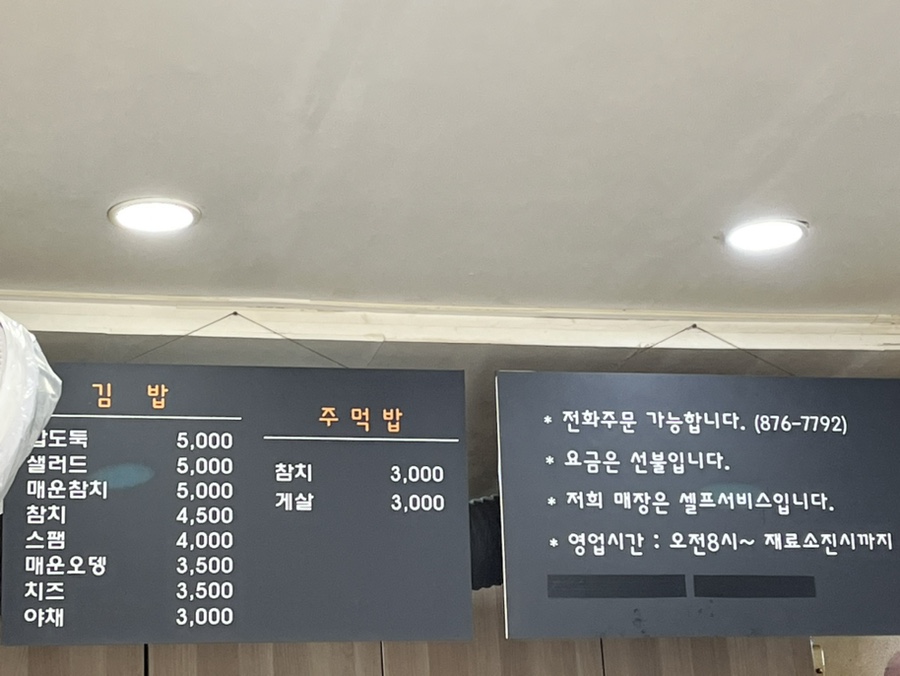 김 밥
밥도둑 5,000
샐러드 5,000
매운참치 5,000
참치 4,500
스팸 4,000
매운오뎅 3,500
치즈 3,500
야채 3,000
주먹밥
참치 3,000
게살 3,000
* 전화주문 가능합니다. (876-7792)
* 요금은 선불입니다.
* 저희 매장은 셀프서비스입니다.
* 영업시간 : 오전8시~ 재료소진시까지